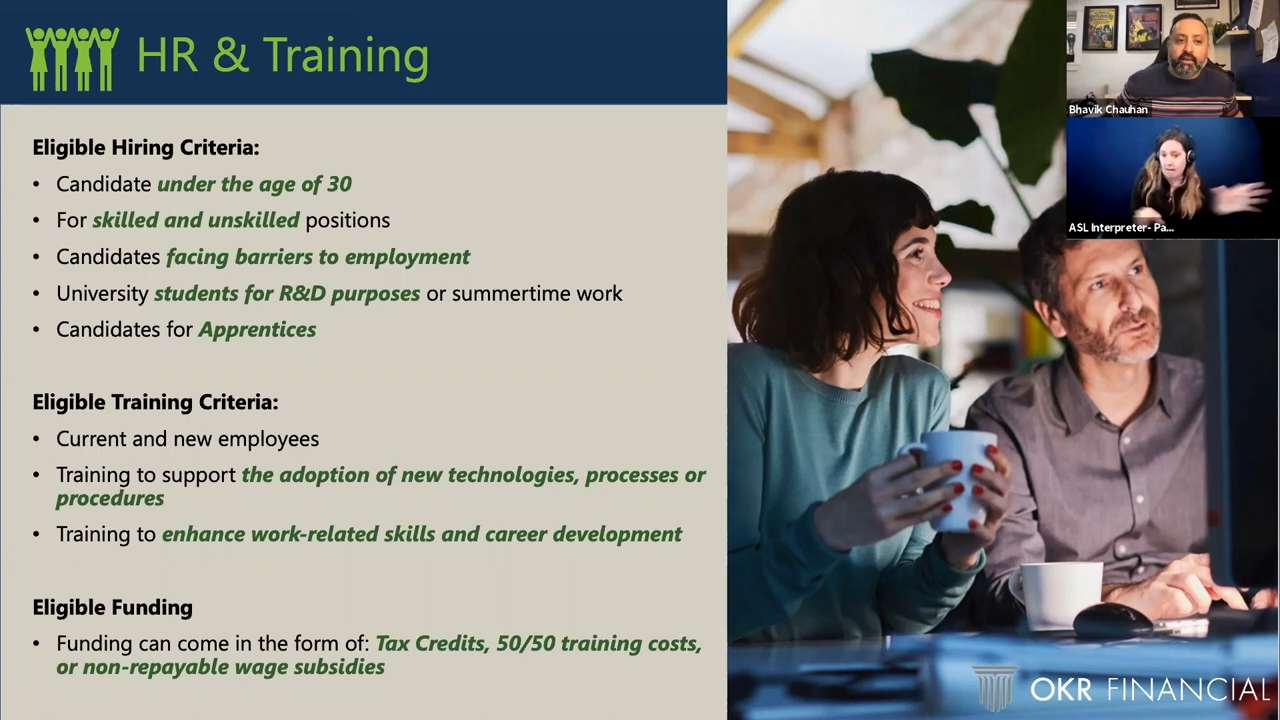 HR & Training
Eligible Hiring Criteria:
• Candidate under the age of 30
• For skilled and unskilled positions
• Candidates facing barriers to employment
• University students for R&D purposes or summertime work
• Candidates for Apprentices
Eligible Training Criteria:
• Current and new employees
• Training to support the adoption of new technologies, processes or
procedures
• Training to enhance work-related skills and career development
Eligible Funding
• Funding can come in the form of: Tax Credits, 50/50 training costs,
or non-repayable wage subsidies
Bhavik Chauhan
ASL Interpreter- Pa...
OKR FINANCIAL